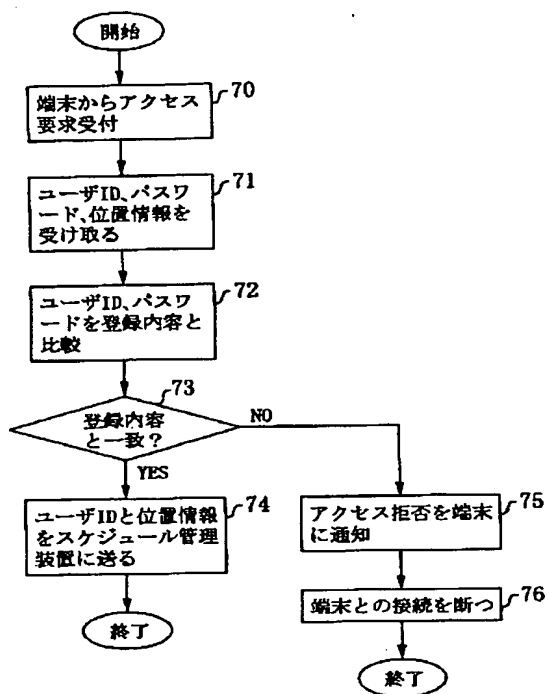 開始
端末からアクセス
要求受付
70
ユーザID、パスワ
ード、位置情報を
受け取る
71
ユーザID、パスワ
ードを登録内容と
比較
72
登録内容
と一致?
73
NO
YES
ユーザIDと位置情報
をスケジュール管理
装置に送る
74
終了
アクセス拒否を端末
に通知
75
端末との接続を断つ
76
終了